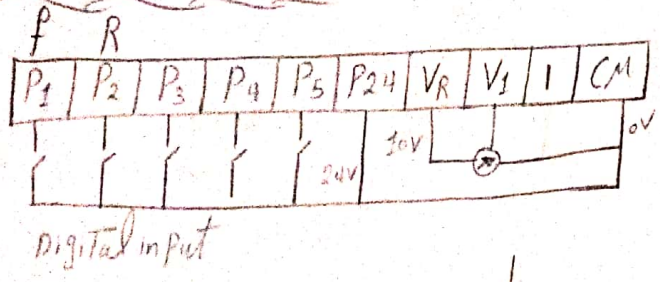 f R
P1 P2 P3 P4 P5 P24 VR V1 I CM
10V 0V
24V
Digital input